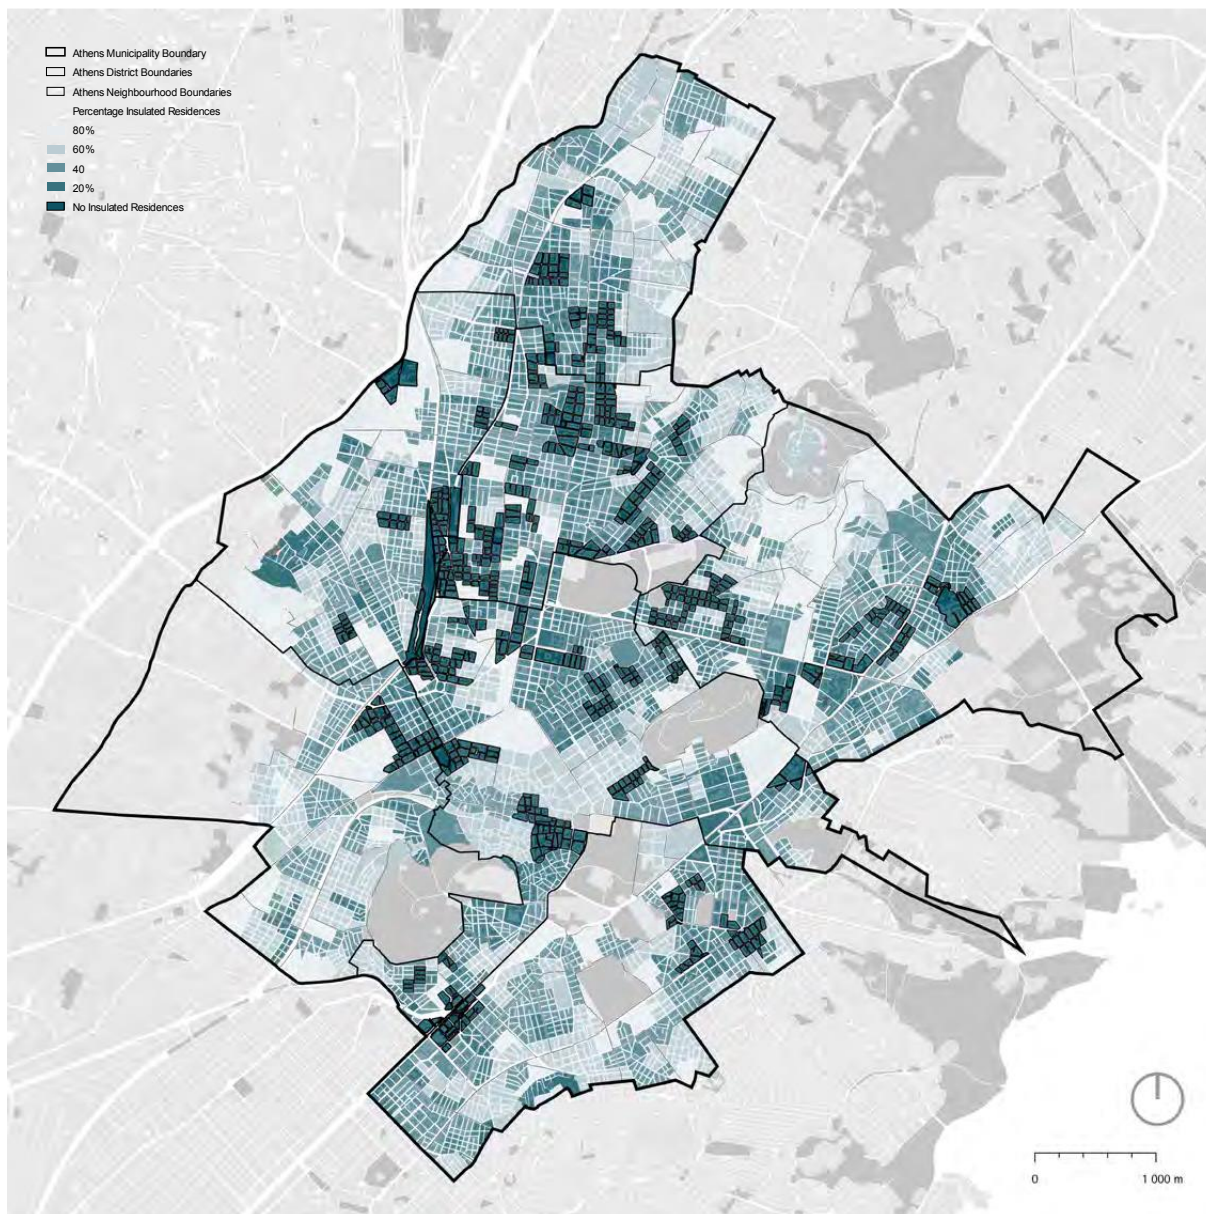 Athens Municipality Boundary
Athens District Boundaries
Athens Neighbourhood Boundaries
Percentage Insulated Residences
80%
60%
40
20%
No Insulated Residences
0
1 000 m